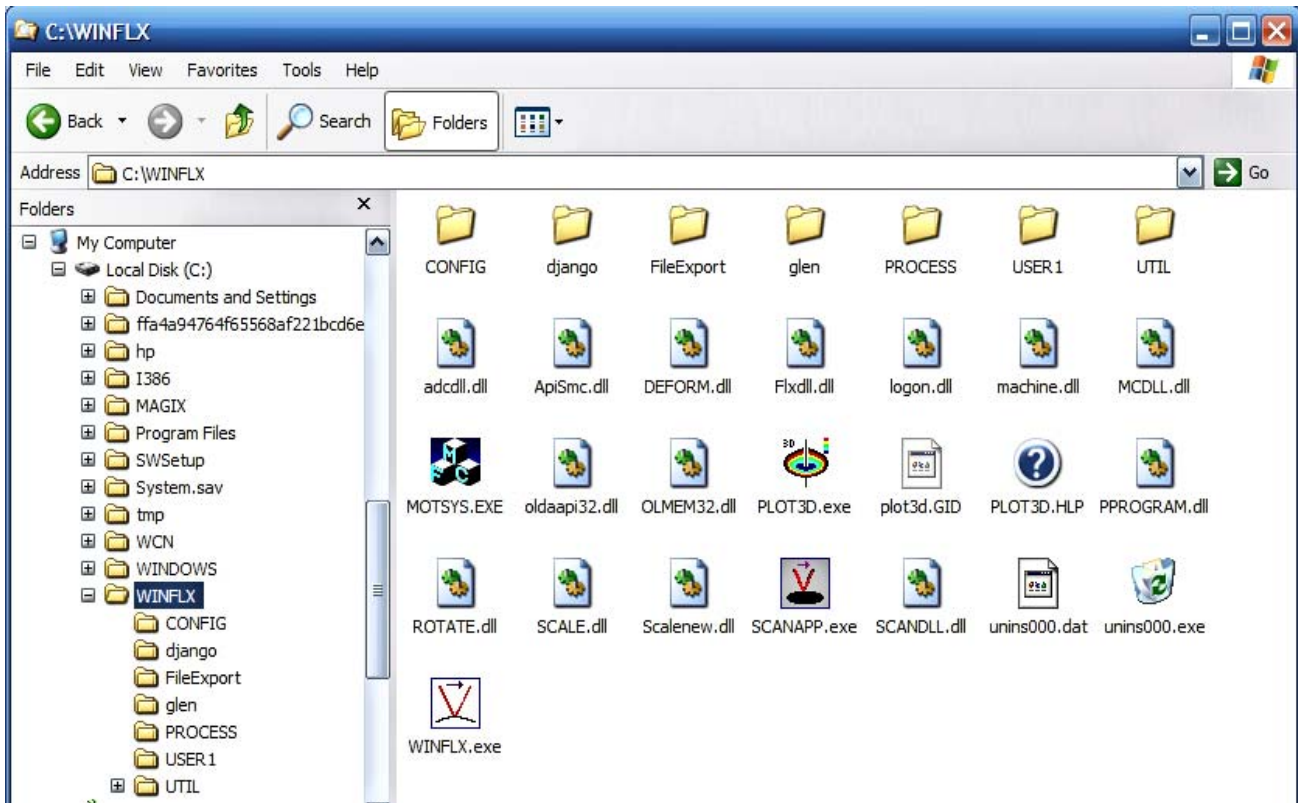 C:\WINFLX
File Edit View Favorites Tools Help
Back Search Folders
Address C:\WINFLX Go
Folders
My Computer
Local Disk (C:)
Documents and Settings
ffa4a94764f65568af221bcd6e
hp
I386
MAGIX
Program Files
SWSetup
System.sav
tmp
WCN
WINDOWS
WINFLX
CONFIG
django
FileExport
glen
PROCESS
USER1
UTIL
CONFIG django FileExport glen PROCESS USER1 UTIL
adcdll.dll ApiSmc.dll DEFORM.dll Flxdll.dll logon.dll machine.dll MCDLL.dll
MOTSYS.EXE oldaapi32.dll OLMEM32.dll PLOT3D.exe plot3d.GID PLOT3D.HLP PPROGRAM.dll
ROTATE.dll SCALE.dll Scalenew.dll SCANAPP.exe SCANDLL.dll unins000.dat unins000.exe
WINFLX.exe